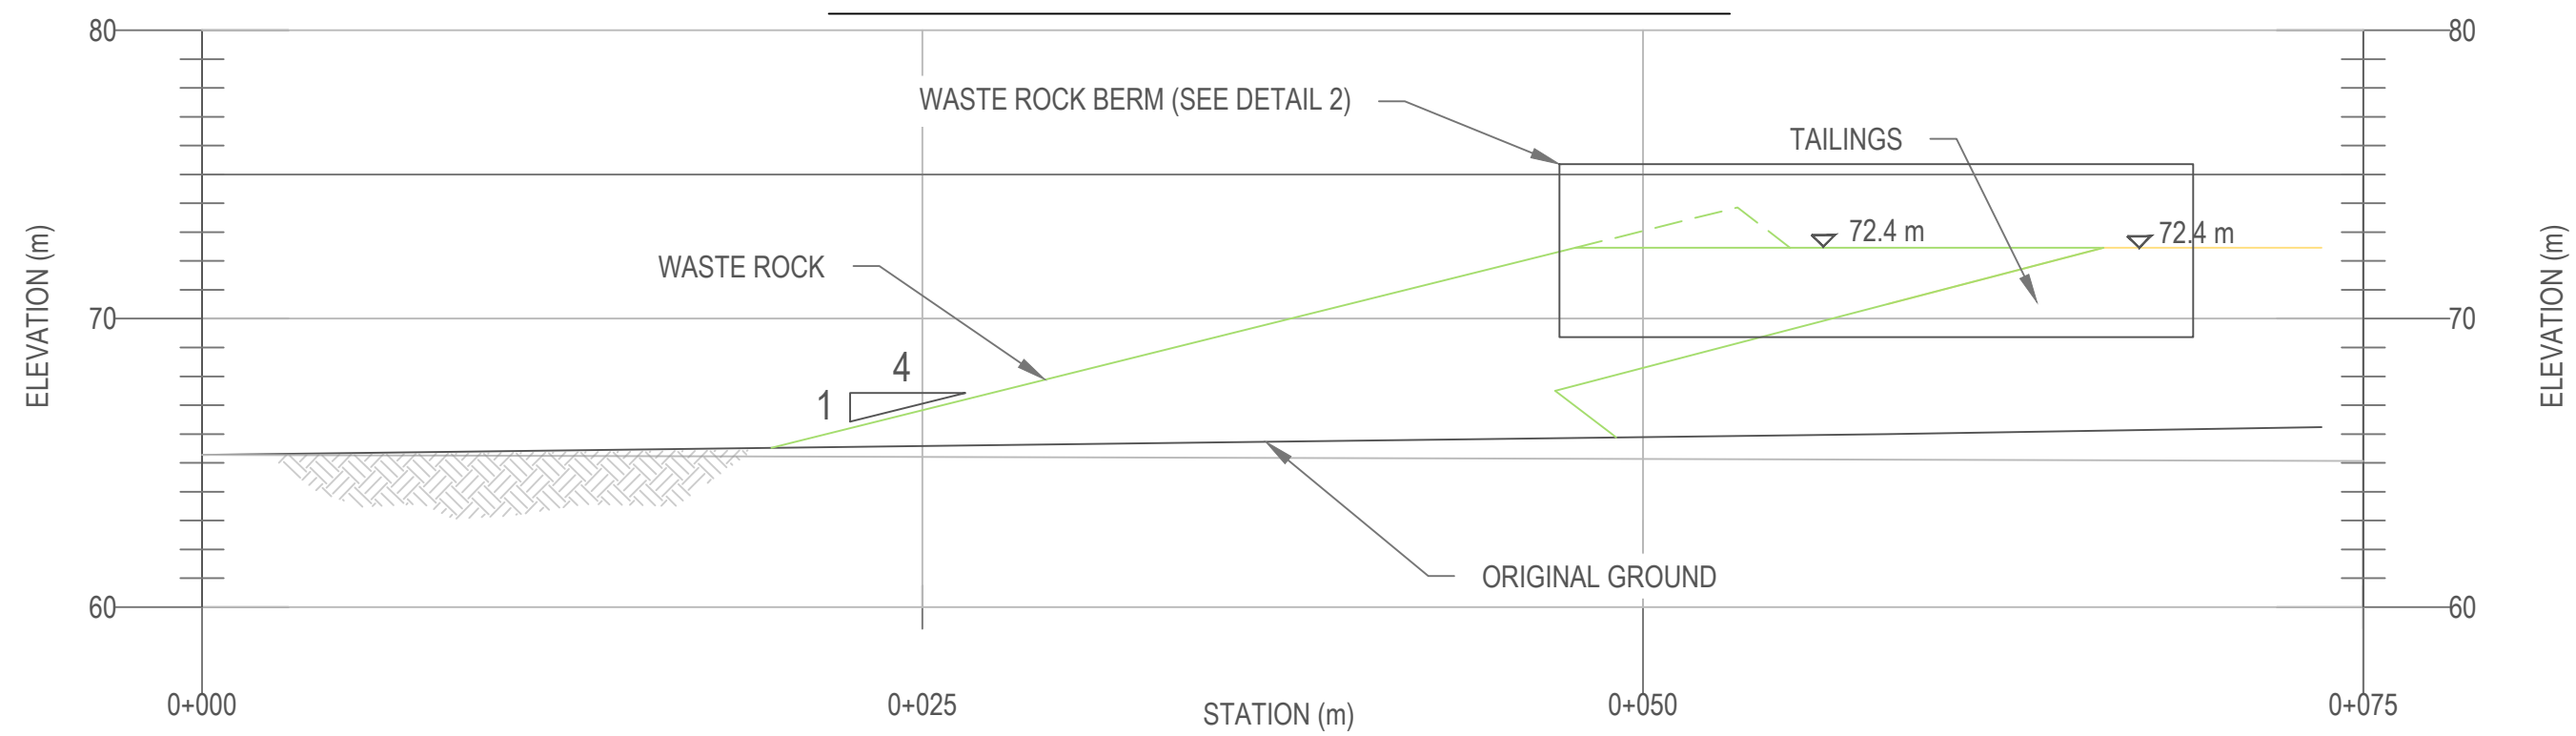 80
80
WASTE ROCK BERM (SEE DETAIL 2)
TAILINGS
72.4 m
72.4 m
WASTE ROCK
ELEVATION (m)
ELEVATION (m)
70
70
4
1
ORIGINAL GROUND
60
60
0+000
0+025
STATION (m)
0+050
0+075